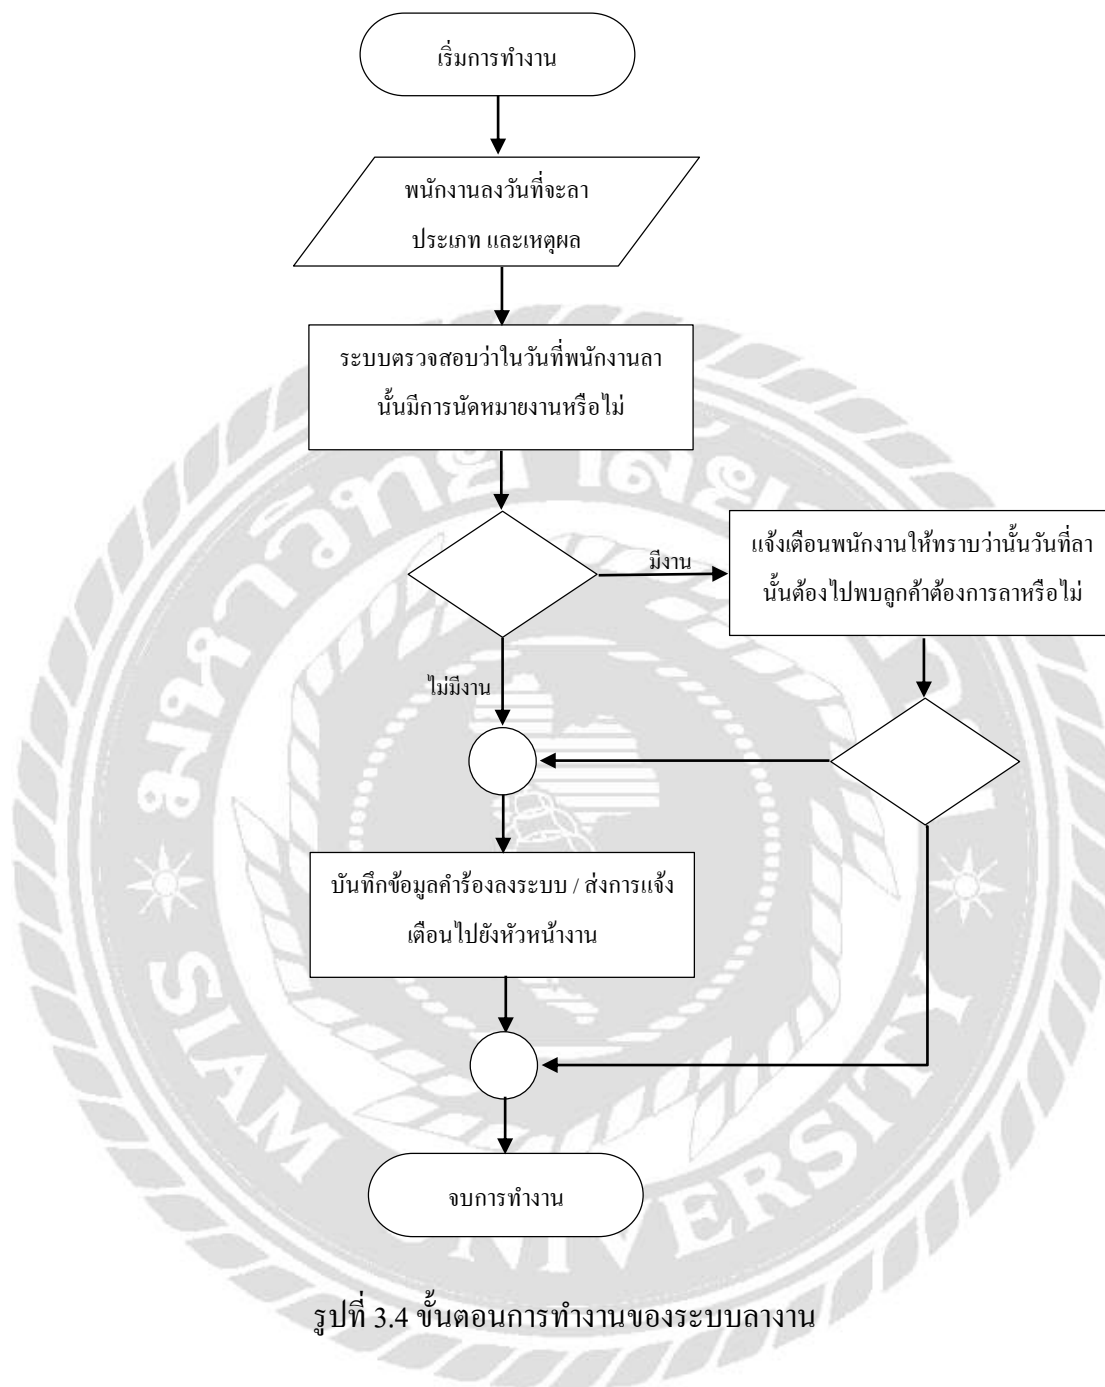 เริ่มการทำงาน
พนักงานลงวันที่จะลา
ประเภท และเหตุผล
ระบบตรวจสอบว่าในวันที่พนักงานลา
นั้นมีการนัดหมายงานหรือไม่
มีงาน
แจ้งเตือนพนักงานให้ทราบว่านั้นวันที่ลา
นั้นต้องไปพบลูกค้าต้องการลาหรือไม่
ไม่มีงาน
บันทึกข้อมูลคำร้องลงระบบ / ส่งการแจ้ง
เตือนไปยังหัวหน้างาน
จบการทำงาน
รูปที่ 3.4 ขั้นตอนการทำงานของระบบลางาน
SIAM UNIVERSITY